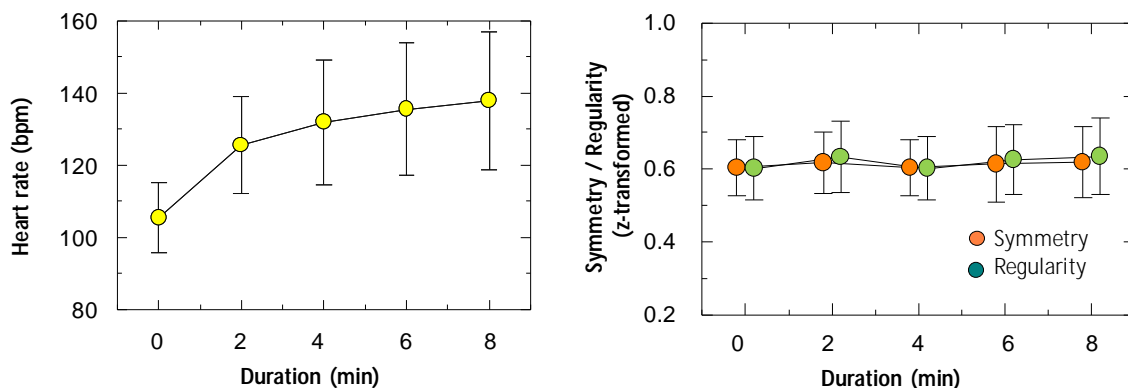 160
140
120
100
80
Heart rate (bpm)
0 2 4 6 8
Duration (min)
1.0
0.8
0.6
0.4
0.2
Symmetry / Regularity
(z-transformed)
Symmetry
Regularity
0 2 4 6 8
Duration (min)